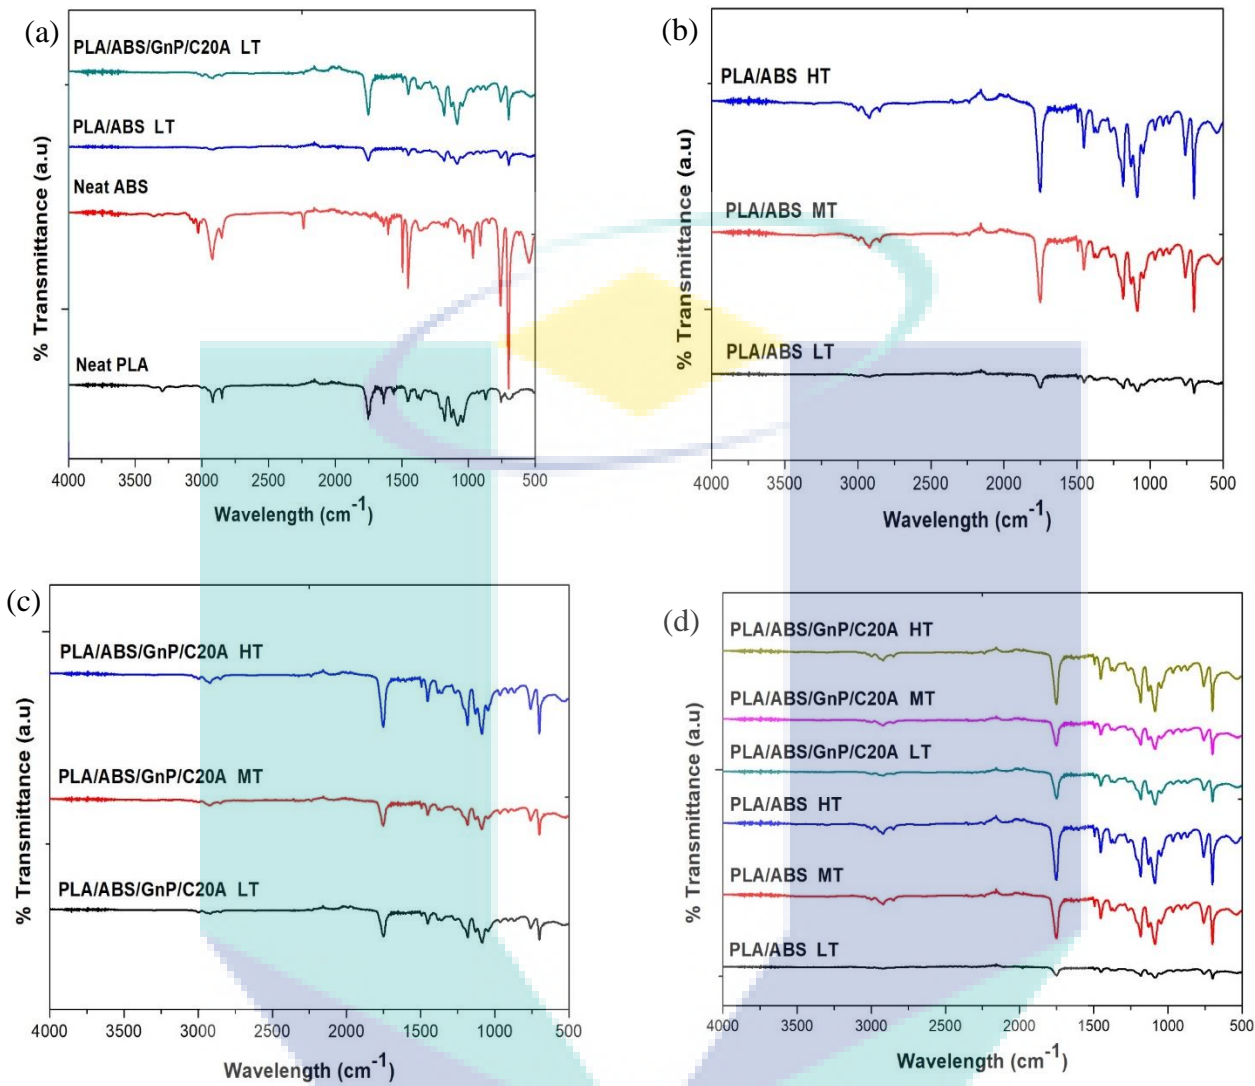 (a)
PLA/ABS/GnP/C20A LT
PLA/ABS LT
Neat ABS
Neat PLA
% Transmittance (a.u)
4000 3500 3000 2500 2000 1500 1000 500
Wavelength (cm-1)
(b)
PLA/ABS HT
PLA/ABS MT
PLA/ABS LT
% Transmittance (a.u)
4000 3500 3000 2500 2000 1500 1000 500
Wavelength (cm-1)
(c)
PLA/ABS/GnP/C20A HT
PLA/ABS/GnP/C20A MT
PLA/ABS/GnP/C20A LT
% Transmittance (a.u)
4000 3500 3000 2500 2000 1500 1000 500
Wavelength (cm-1)
(d)
PLA/ABS/GnP/C20A HT
PLA/ABS/GnP/C20A MT
PLA/ABS/GnP/C20A LT
PLA/ABS HT
PLA/ABS MT
PLA/ABS LT
% Transmittance (a.u)
4000 3500 3000 2500 2000 1500 1000 500
Wavelength (cm-1)